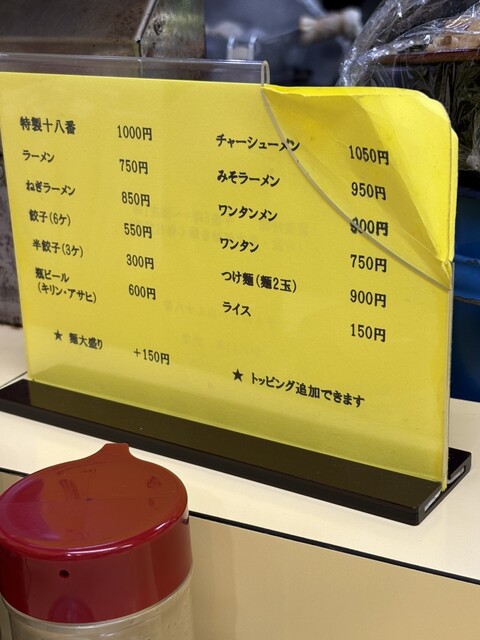 特製十八番 1000円
ラーメン 750円
ねぎラーメン 850円
餃子(6ケ) 550円
半餃子(3ケ) 300円
瓶ビール
(キリン・アサヒ) 600円
★ 麺大盛り +150円
チャーシューメン 1050円
みそラーメン 950円
ワンタンメン
ワンタン 750円
つけ麺(麺2玉) 900円
ライス 150円
★ トッピング追加できます